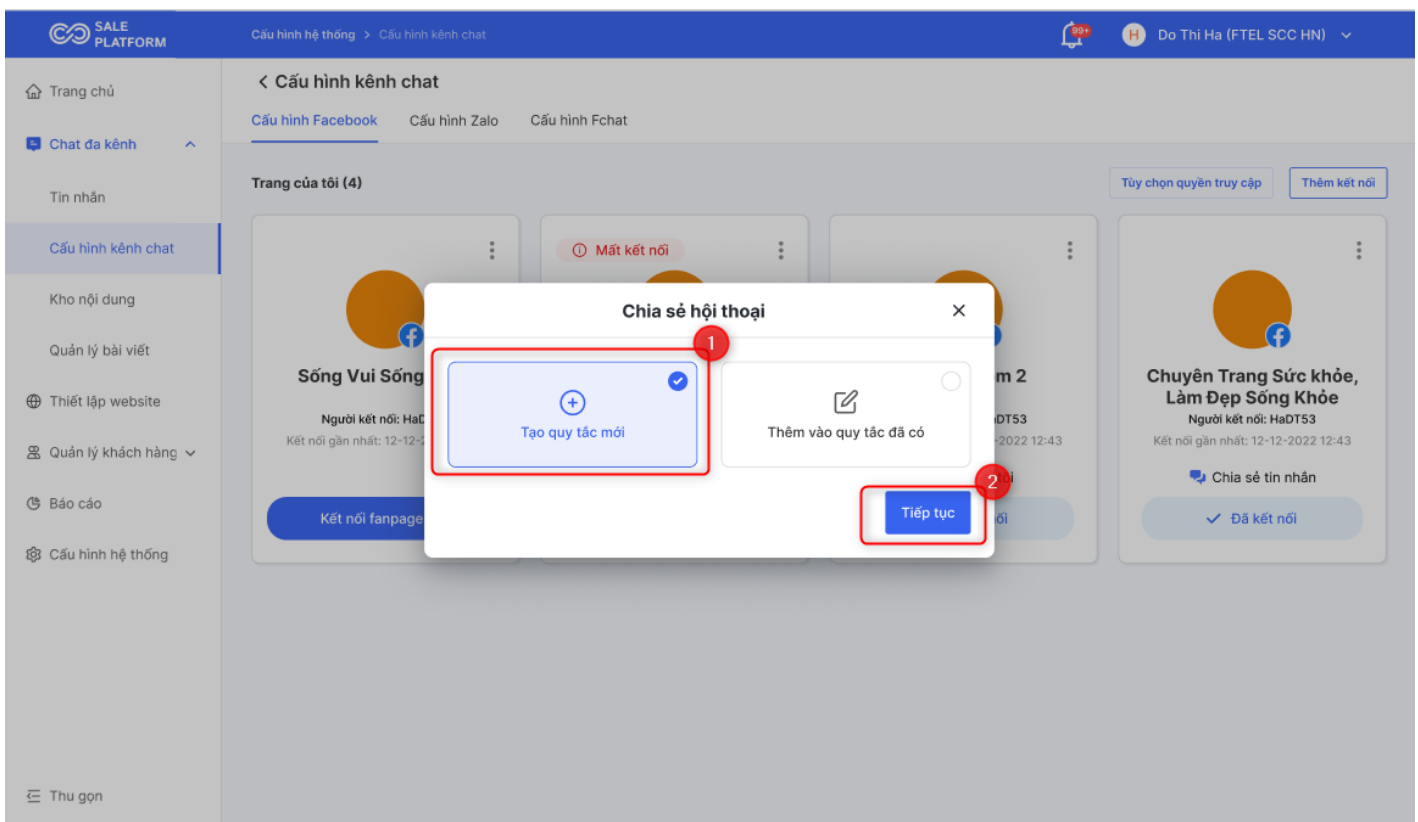 SALE
PLATFORM
Cấu hình hệ thống > Cấu hình kênh chat
99+
H
Do Thi Ha (FTEL SCC HN)
Trang chủ
Chat đa kênh
Tin nhắn
Cấu hình kênh chat
Kho nội dung
Quản lý bài viết
Thiết lập website
Quản lý khách hàng
Báo cáo
Cấu hình hệ thống
Thu gọn
Cấu hình kênh chat
Cấu hình Facebook
Cấu hình Zalo
Cấu hình Fchat
Trang của tôi (4)
Tùy chọn quyền truy cập
Thêm kết nối
Mất kết nối
Sống Vui Sống
Người kết nối:
Kết nối gần nhất: 12-12-
Kết nối fanpage
Chia sẻ hội thoại
1
Tạo quy tắc mới
Thêm vào quy tắc đã có
2
Tiếp tục
m 2
DT53
-2022 12:43
Chuyên Trang Sức khỏe,
Làm Đẹp Sống Khỏe
Người kết nối: HaDT53
Kết nối gần nhất: 12-12-2022 12:43
Chia sẻ tin nhắn
Đã kết nối